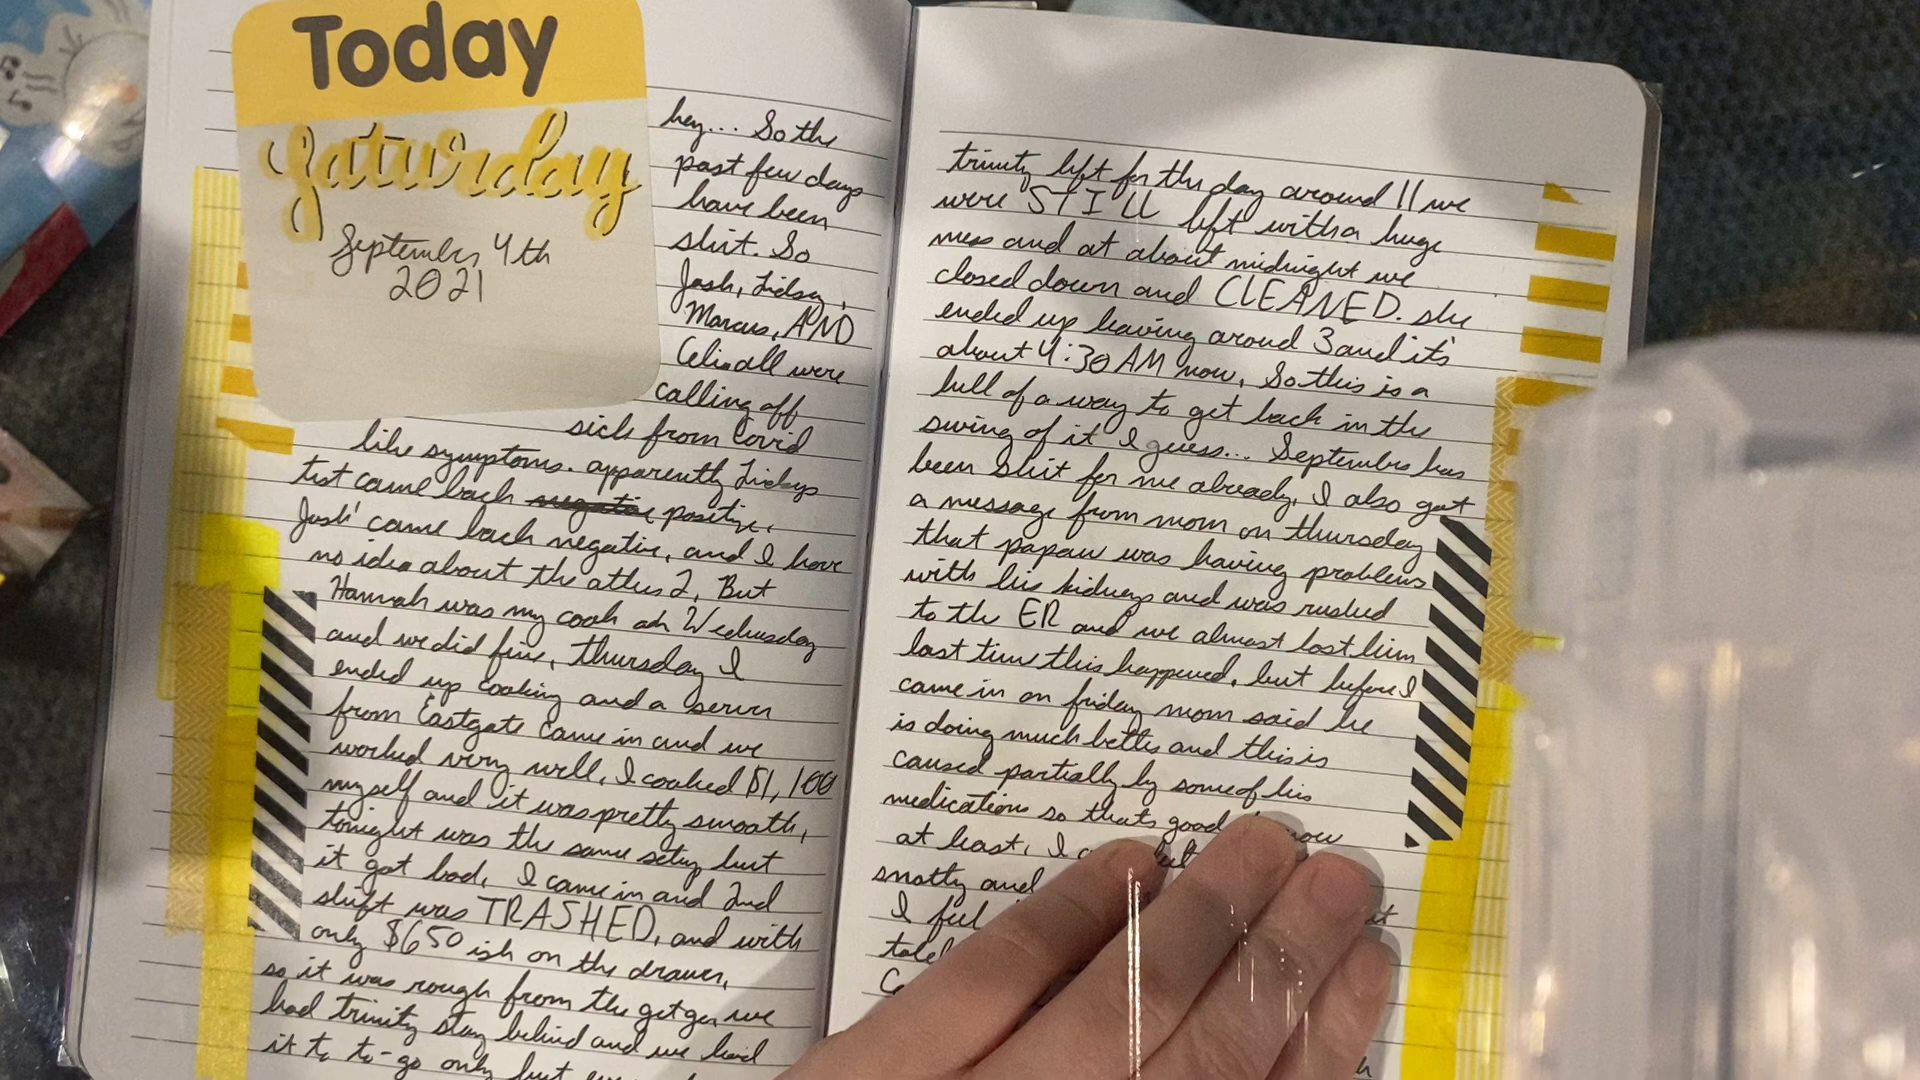 Today
Saturday
September 4th
2021
hey... So the
past few days
have been
shit. So
Josh, Lidsey,
Marcus, AND
Celia all were
calling off
sick from Covid
like symptoms. apparently Lidseys
test came back negative positive,
Josh' came back negative, and I have
no idea about the other 2, But
Hannah was my cook on Wednesday
and we did fine, thursday I
ended up cooking and a server
from Eastgate came in and we
worked very well, I cooked $1,100
myself and it was pretty smooth,
tonight was the same setup but
it got bad, I came in and 2nd
shift was TRASHED, and with
only $650 ish on the drawer,
so it was rough from the get go, we
had trinity stay behind and we had
it to to-go only but
trinity left for the day around 11 we
were STILL left with a huge
mess and at about midnight we
closed down and CLEANED. she
ended up leaving around 3 and it's
about 4:30 AM now, So this is a
hell of a way to get back in the
swing of it I guess... September has
been shit for me already, I also got
a message from mom on thursday
that papaw was having problems
with his kidneys and was rushed
to the ER and we almost lost him
last time this happened, but before I
came in on friday mom said he
is doing much better and this is
caused partially by some of his
medications so thats good now
at least, I
snotty and
I feel